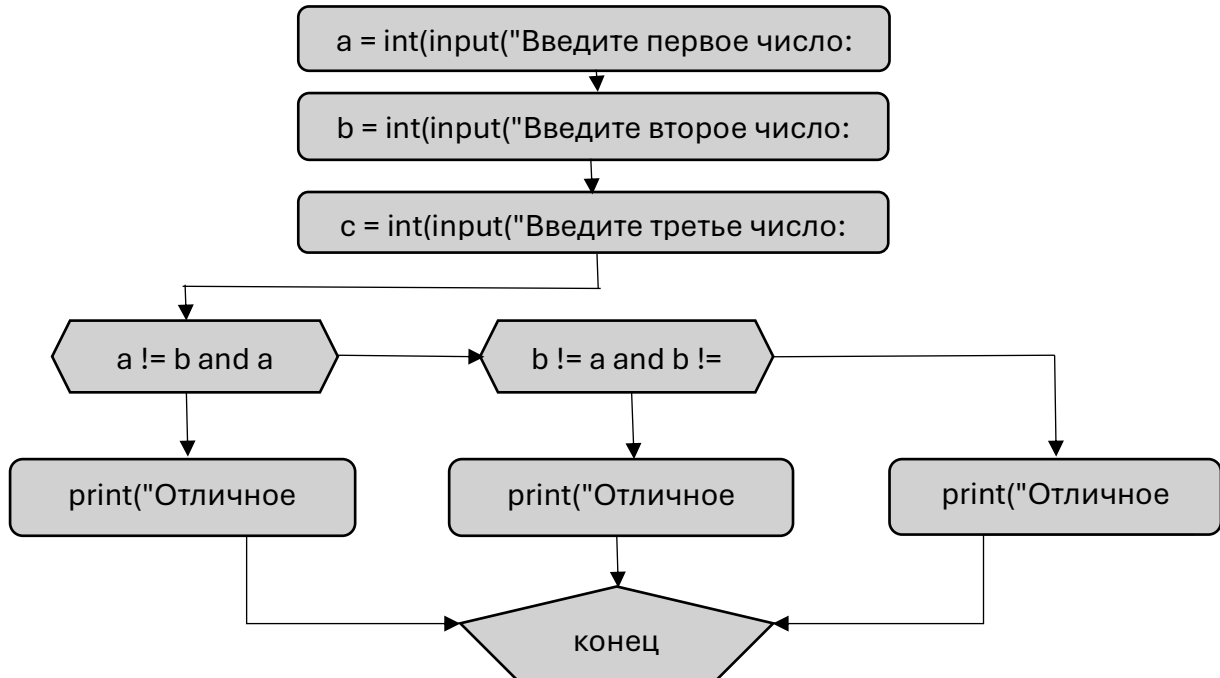 a = int(input("Введите первое число:
b = int(input("Введите второе число:
c = int(input("Введите третье число:
a != b and a
b != a and b !=
print("Отличное
print("Отличное
print("Отличное
конец